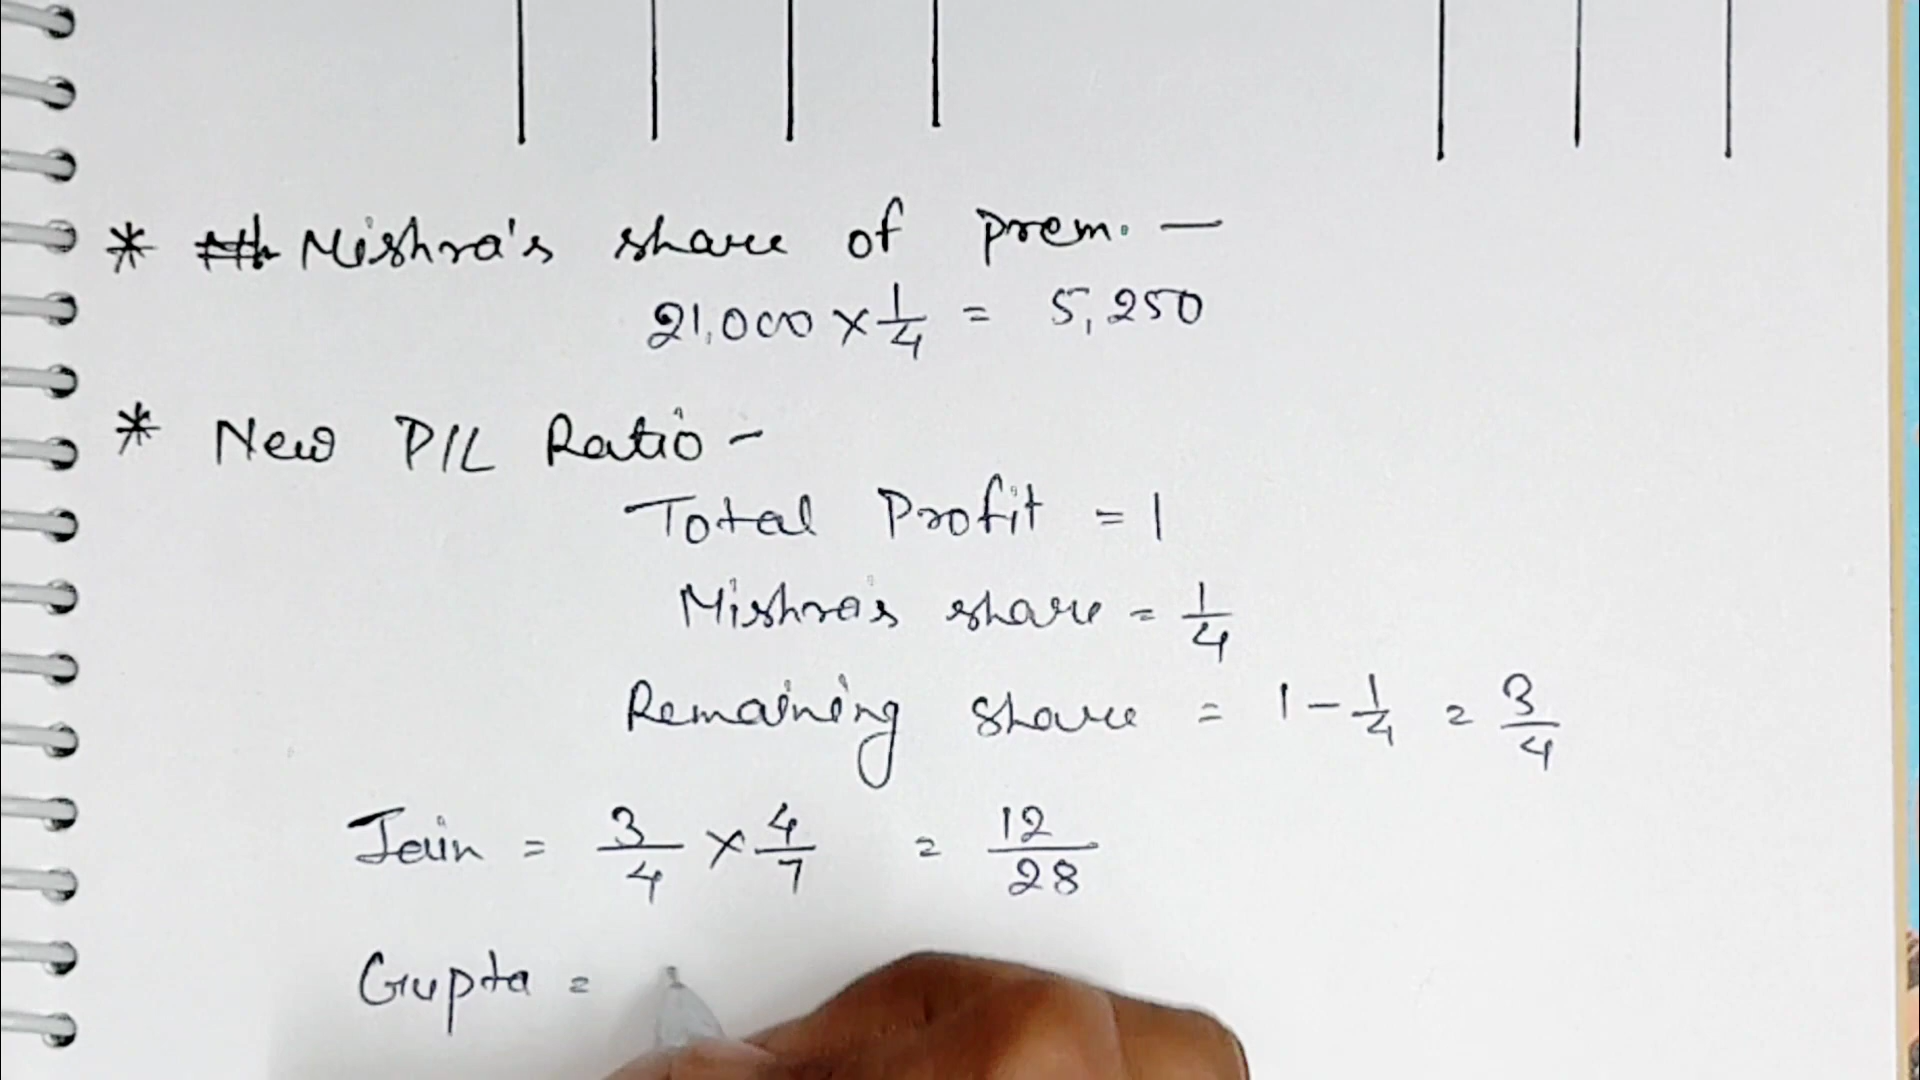 * Mishra's share of prem. —
21,000 × 1/4 = 5,250
* New P/L Ratio -
Total Profit = 1
Mishra's share = 1/4
Remaining share = 1 - 1/4 = 3/4
Jain = 3/4 × 4/7 = 12/28
Gupta =